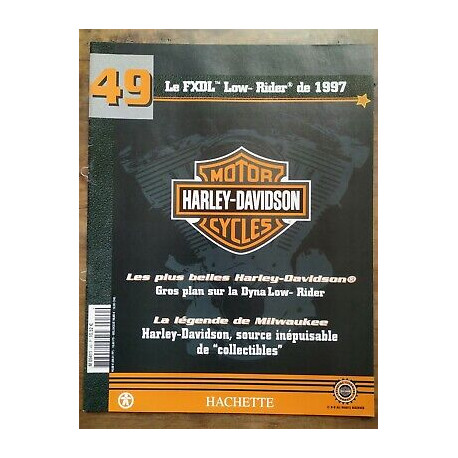 49
Le FXDL™ Low-Rider® de 1997
MOTOR
HARLEY-DAVIDSON
CYCLES
Les plus belles Harley-Davidson®
Gros plan sur la Dyna Low-Rider
La légende de Milwaukee
Harley-Davidson, source inépuisable
de “collectibles”
HACHETTE